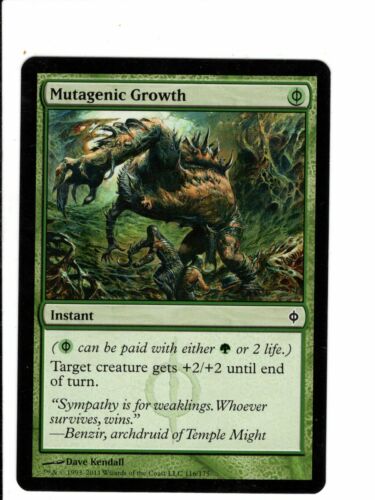 Mutagenic Growth
Instant
( can be paid with either or 2 life.)
Target creature gets +2/+2 until end
of turn.
"Sympathy is for weaklings. Whoever
survives, wins."
—Benzir, archdruid of Temple Might
Dave Kendall
™ & © 1993–2011 Wizards of the Coast LLC 116/175